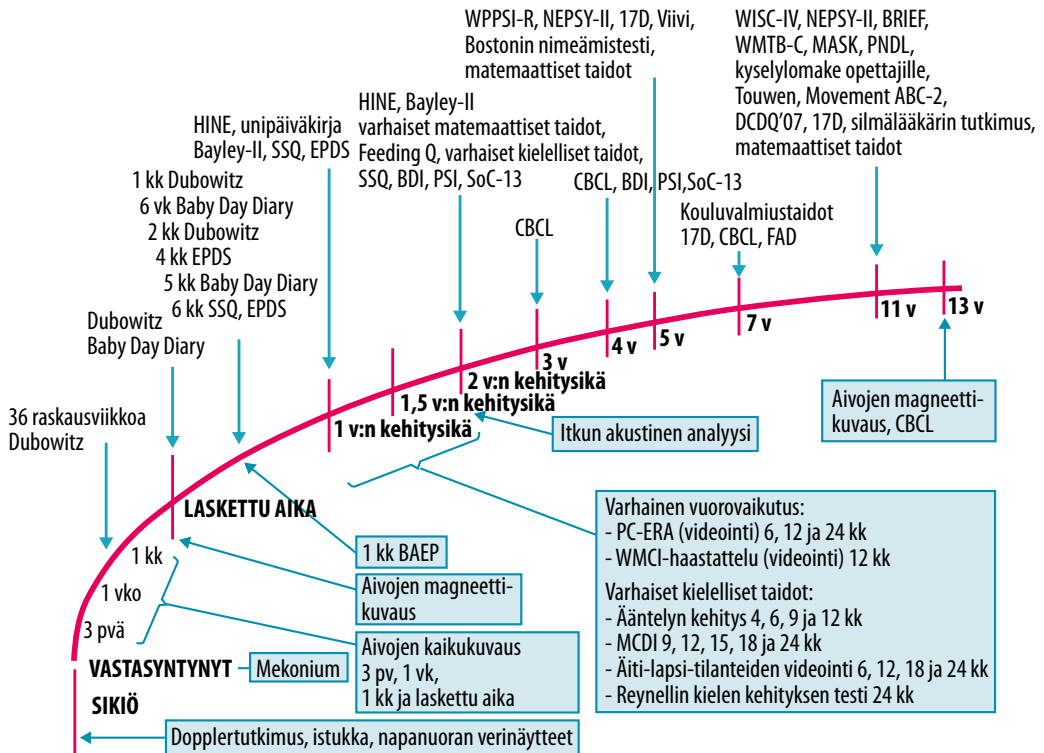 WPPSI-R, NEPSY-II, 17D, Viivi,
Bostonin nimeämistesti,
matemaattiset taidot
WISC-IV, NEPSY-II, BRIEF,
WMTB-C, MASK, PNDL,
kyselylomake opettajille,
Touwen, Movement ABC-2,
DCDQ'07, 17D, silmälääkärin tutkimus,
matemaattiset taidot
HINE, Bayley-II
varhaiset matemaattiset taidot,
Feeding Q, varhaiset kielelliset taidot,
SSQ, BDI, PSI, SoC-13
HINE, unipäiväkirja
Bayley-II, SSQ, EPDS
1 kk Dubowitz
6 vk Baby Day Diary
2 kk Dubowitz
4 kk EPDS
5 kk Baby Day Diary
6 kk SSQ, EPDS
CBCL, BDI, PSI,SoC-13
CBCL
Kouluvalmiustaidot
17D, CBCL, FAD
Dubowitz
Baby Day Diary
36 raskausviikkoa
Dubowitz
13 v
11 v
7 v
5 v
4 v
3 v
2 v:n kehitysikä
1,5 v:n kehitysikä
1 v:n kehitysikä
LASKETTU AIKA
1 kk
1 vko
3 pvä
VASTASYNTYNYT
SIKIÖ
Aivojen magneetti-
kuvaus, CBCL
Itkun akustinen analyysi
Varhainen vuorovaikutus:
- PC-ERA (videointi) 6, 12 ja 24 kk
- WMCI-haastattelu (videointi) 12 kk
Varhaiset kielelliset taidot:
- Ääntelyn kehitys 4, 6, 9 ja 12 kk
- MCDI 9, 12, 15, 18 ja 24 kk
- Äiti-lapsi-tilanteiden videointi 6, 12, 18 ja 24 kk
- Reynellin kielen kehityksen testi 24 kk
1 kk BAEP
Aivojen magneetti-
kuvaus
Aivojen kaikukuvaus
3 pv, 1 vk,
1 kk ja laskettu aika
Mekonium
Dopplertutkimus, istukka, napanuoran verinäytteet